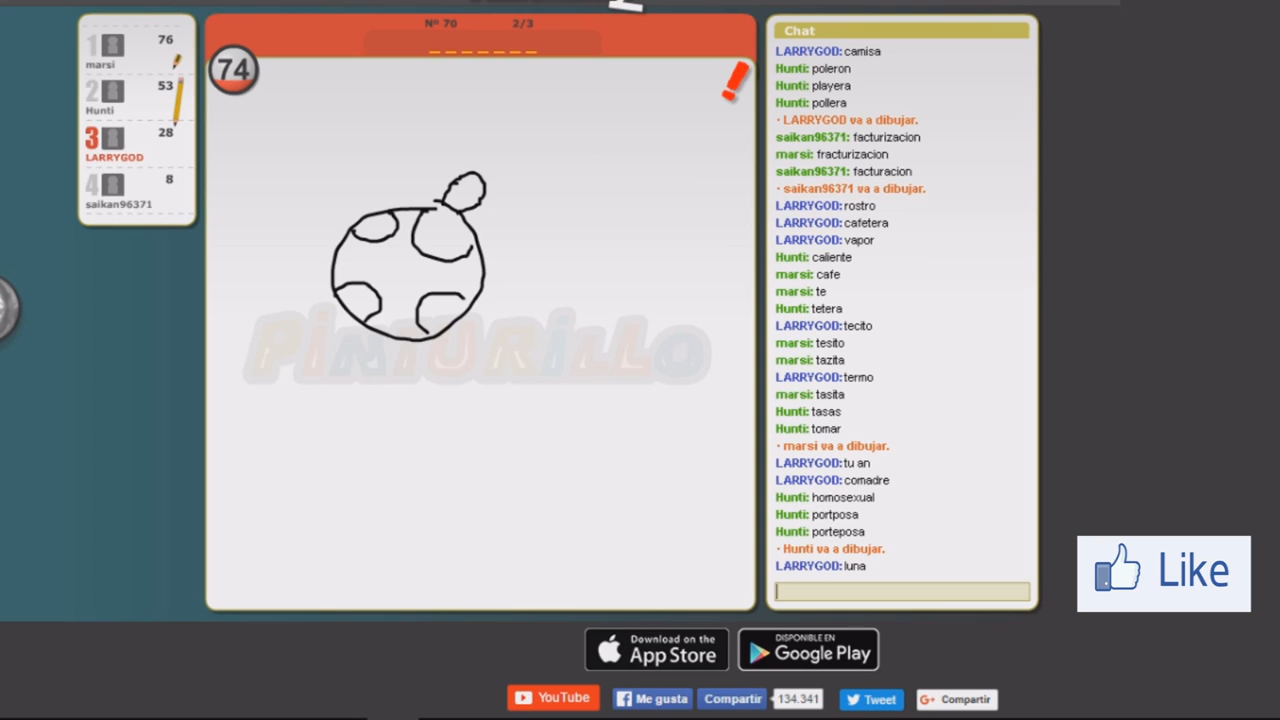 Nº 70 2/3
_ _ _ _ _ _ _
74
1 76
marsi
2 53
Hunti
3 28
LARRYGOD
4 8
saikan96371
PINTURILLO
Chat
LARRYGOD: camisa
Hunti: poleron
Hunti: playera
Hunti: pollera
· LARRYGOD va a dibujar.
saikan96371: facturizacion
marsi: fracturizacion
saikan96371: facturacion
· saikan96371 va a dibujar.
LARRYGOD: rostro
LARRYGOD: cafetera
LARRYGOD: vapor
Hunti: caliente
marsi: cafe
marsi: te
Hunti: tetera
LARRYGOD: tecito
marsi: tesito
marsi: tazita
LARRYGOD: termo
marsi: tasita
Hunti: tasas
Hunti: tomar
· marsi va a dibujar.
LARRYGOD: tu an
LARRYGOD: comadre
Hunti: homosexual
Hunti: portposa
Hunti: porteposa
· Hunti va a dibujar.
LARRYGOD: luna
Like
Download on the
App Store
DISPONIBLE EN
Google Play
YouTube
Me gusta
Compartir
134.341
Tweet
G+ Compartir